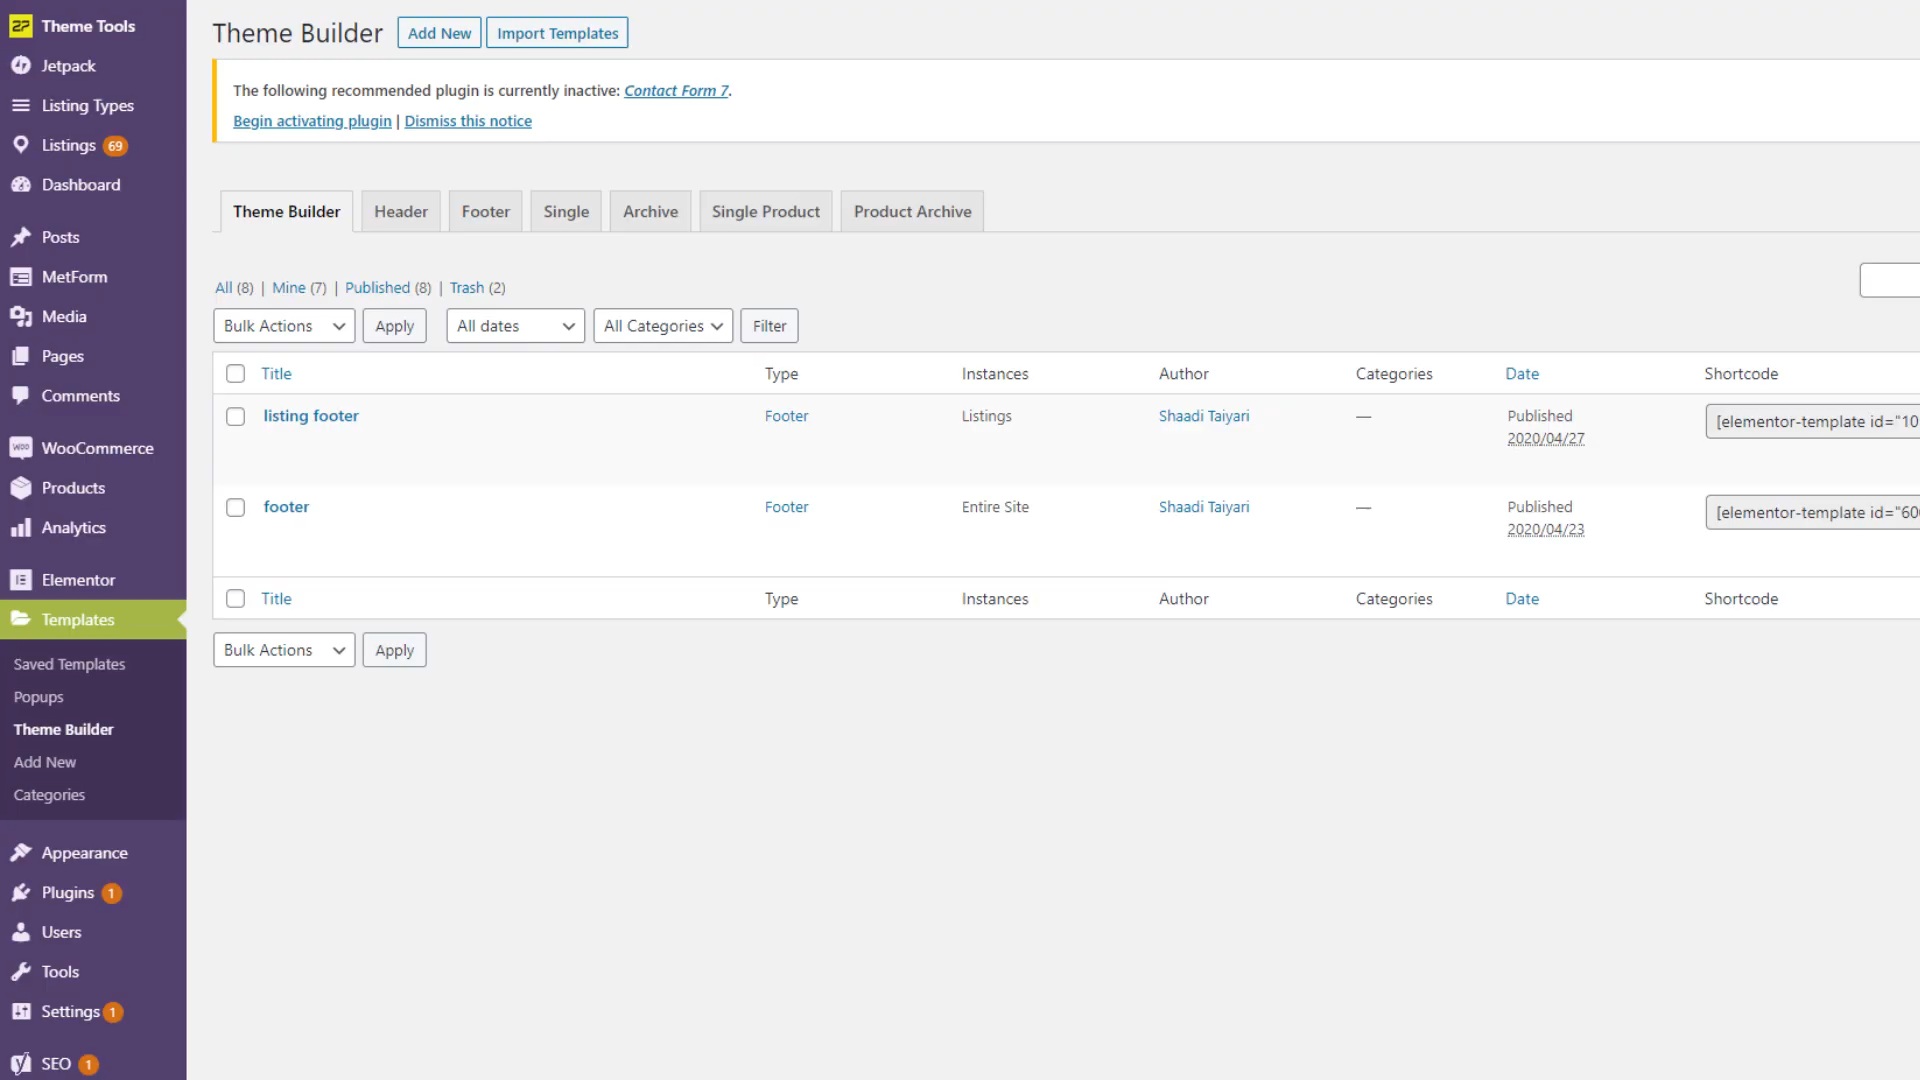 Theme Tools
Jetpack
Listing Types
Listings 69
Dashboard
Posts
MetForm
Media
Pages
Comments
WooCommerce
Products
Analytics
Elementor
Templates
Saved Templates
Popups
Theme Builder
Add New
Categories
Appearance
Plugins 1
Users
Tools
Settings 1
SEO 1
Theme Builder Add New Import Templates
The following recommended plugin is currently inactive: Contact Form 7.
Begin activating plugin | Dismiss this notice
Theme Builder Header Footer Single Archive Single Product Product Archive
All (8) | Mine (7) | Published (8) | Trash (2)
Bulk Actions Apply All dates All Categories Filter
Title Type Instances Author Categories Date Shortcode
listing footer Footer Listings Shaadi Taiyari — Published [elementor-template id="10
2020/04/27
footer Footer Entire Site Shaadi Taiyari — Published [elementor-template id="60
2020/04/23
Title Type Instances Author Categories Date Shortcode
Bulk Actions Apply